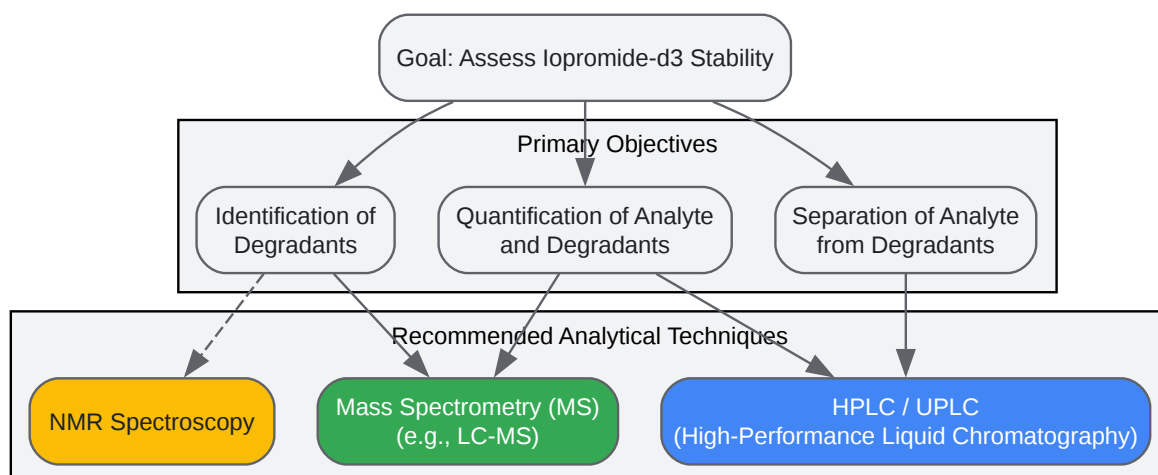 Goal: Assess Iopromide-d3 Stability
Primary Objectives
Identification of
Degradants
Quantification of Analyte
and Degradants
Separation of Analyte
from Degradants
Recommended Analytical Techniques
NMR Spectroscopy
Mass Spectrometry (MS)
(e.g., LC-MS)
HPLC / UPLC
(High-Performance Liquid Chromatography)